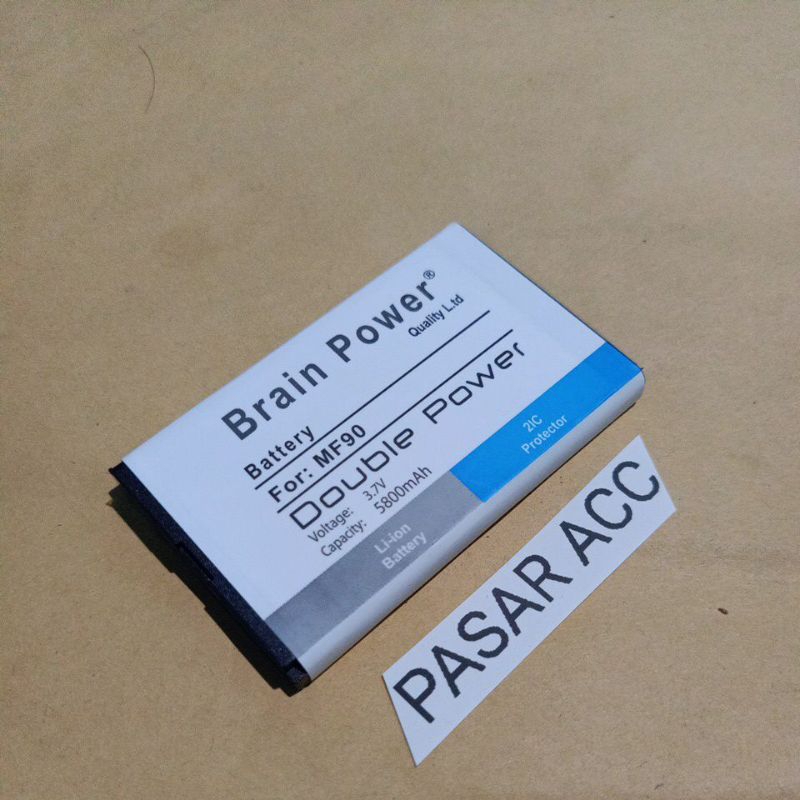 Brain Power®
Quality L.td
Battery
For: MF90
Double Power
Voltage: 3.7V
Capacity: 5800mAh
Li-ion
Battery
2IC
Protector
PASAR ACC